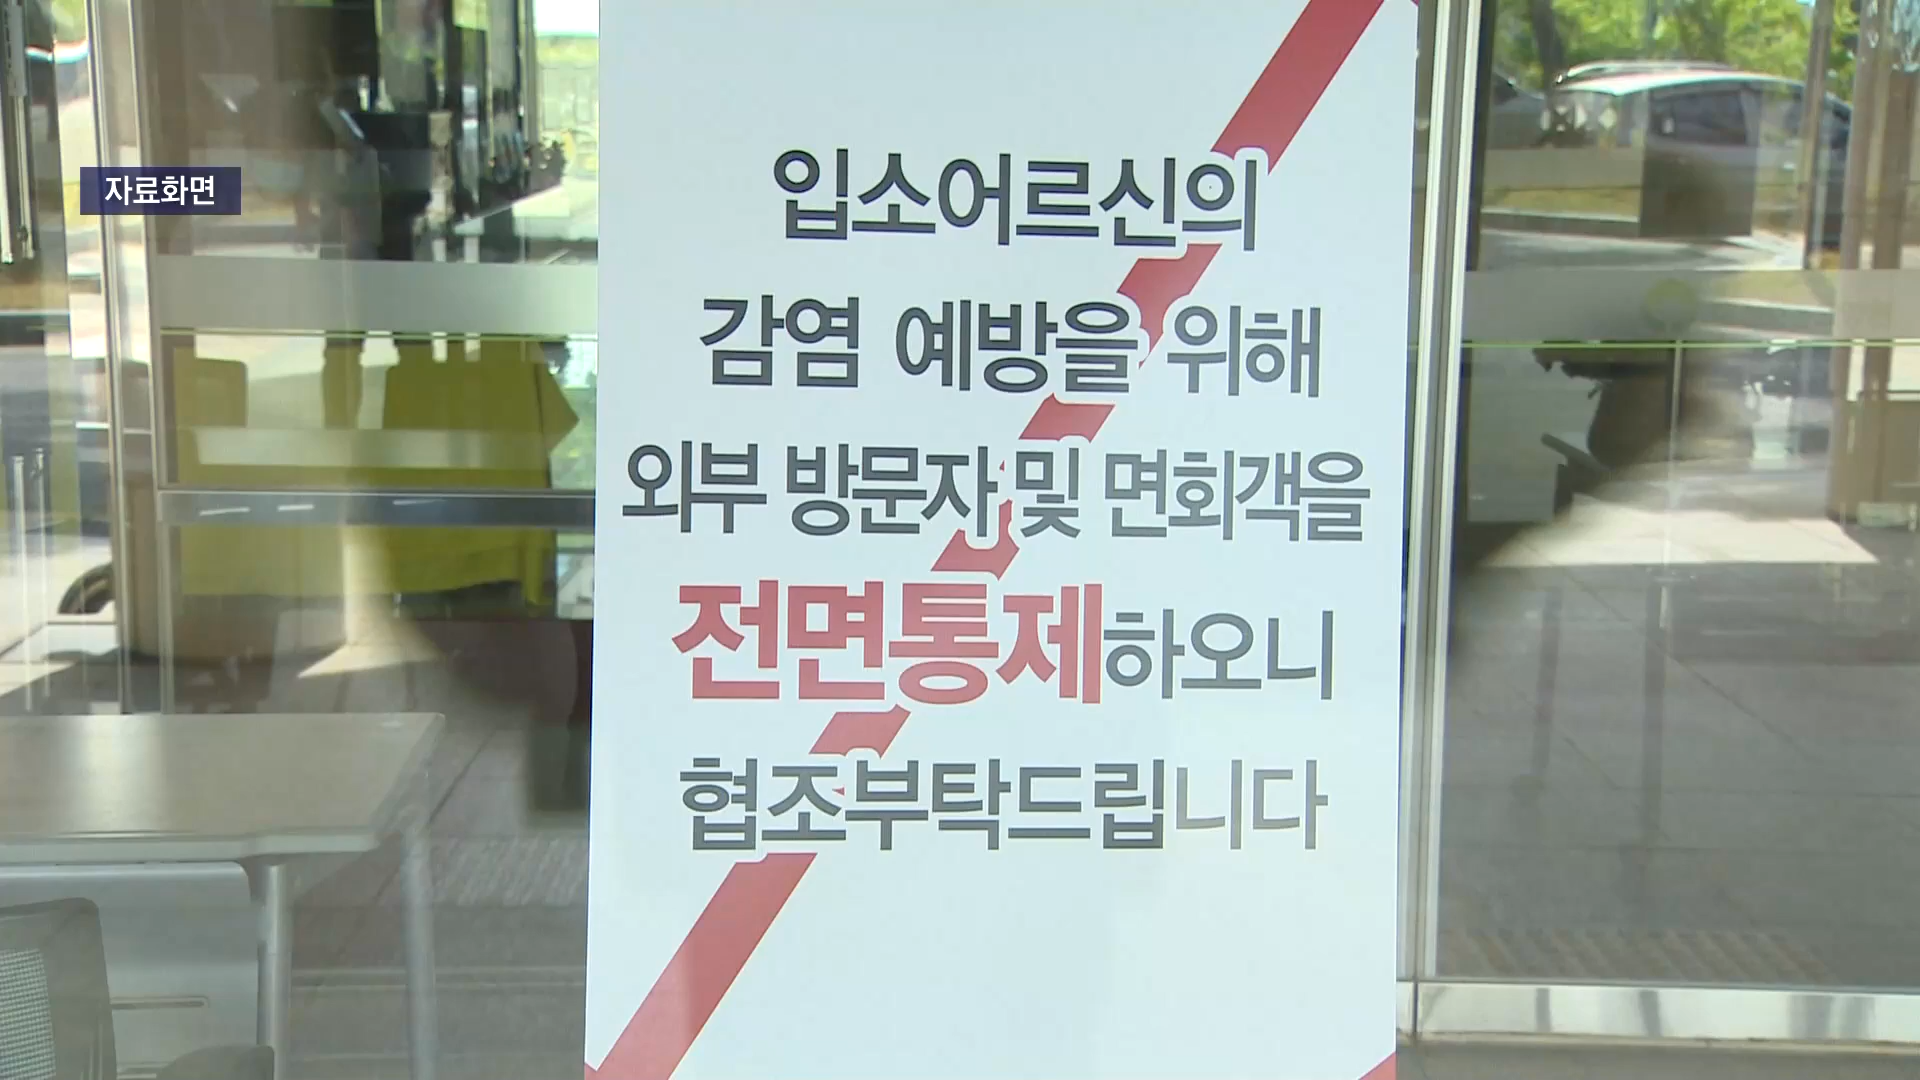 자료화면
입소어르신의
감염 예방을 위해
외부 방문자 및 면회객을
전면통제하오니
협조부탁드립니다